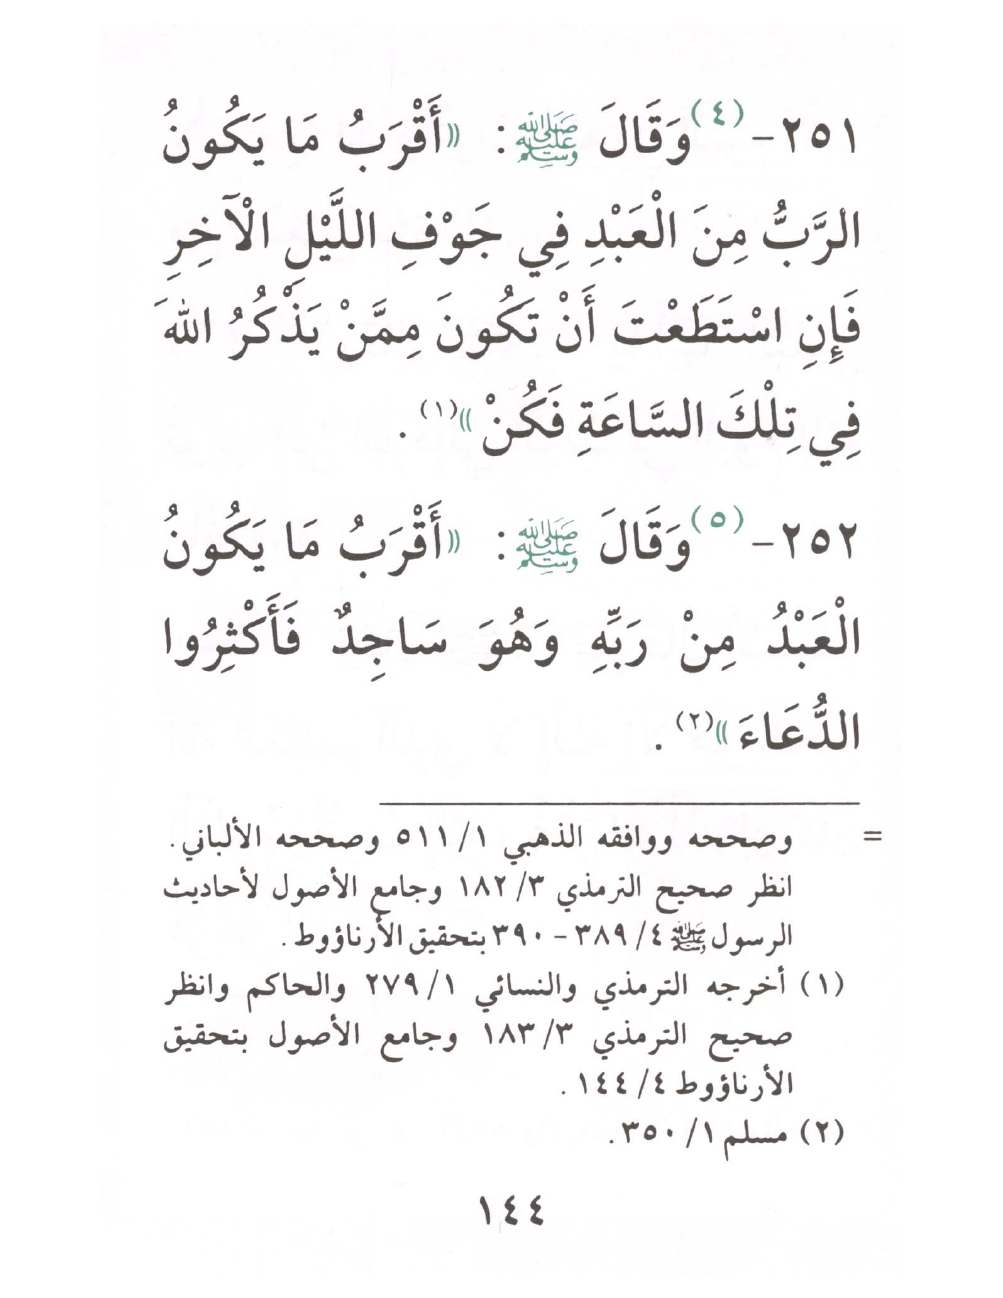 ٢٥١-(٤) وَقَالَ ﷺ : «أَقْرَبُ مَا يَكُونُ
الرَّبُّ مِنَ الْعَبْدِ فِي جَوْفِ اللَّيْلِ الْآخِرِ
فَإِنِ اسْتَطَعْتَ أَنْ تَكُونَ مِمَّنْ يَذْكُرُ اللهَ
فِي تِلْكَ السَّاعَةِ فَكُنْ»(١) .
٢٥٢-(٥) وَقَالَ ﷺ : «أَقْرَبُ مَا يَكُونُ
الْعَبْدُ مِنْ رَبِّهِ وَهُوَ سَاجِدٌ فَأَكْثِرُوا
الدُّعَاءَ»(٢) .
= وصححه ووافقه الذهبي ١/ ٥١١ وصححه الألباني .
انظر صحيح الترمذي ٣/ ١٨٢ وجامع الأصول لأحاديث
الرسول ﷺ ٤/ ٣٨٩ - ٣٩٠ بتحقيق الأرناؤوط .
(١) أخرجه الترمذي والنسائي ١/ ٢٧٩ والحاكم وانظر
صحيح الترمذي ٣/ ١٨٣ وجامع الأصول بتحقيق
الأرناؤوط ٤/ ١٤٤ .
(٢) مسلم ١/ ٣٥٠ .
١٤٤